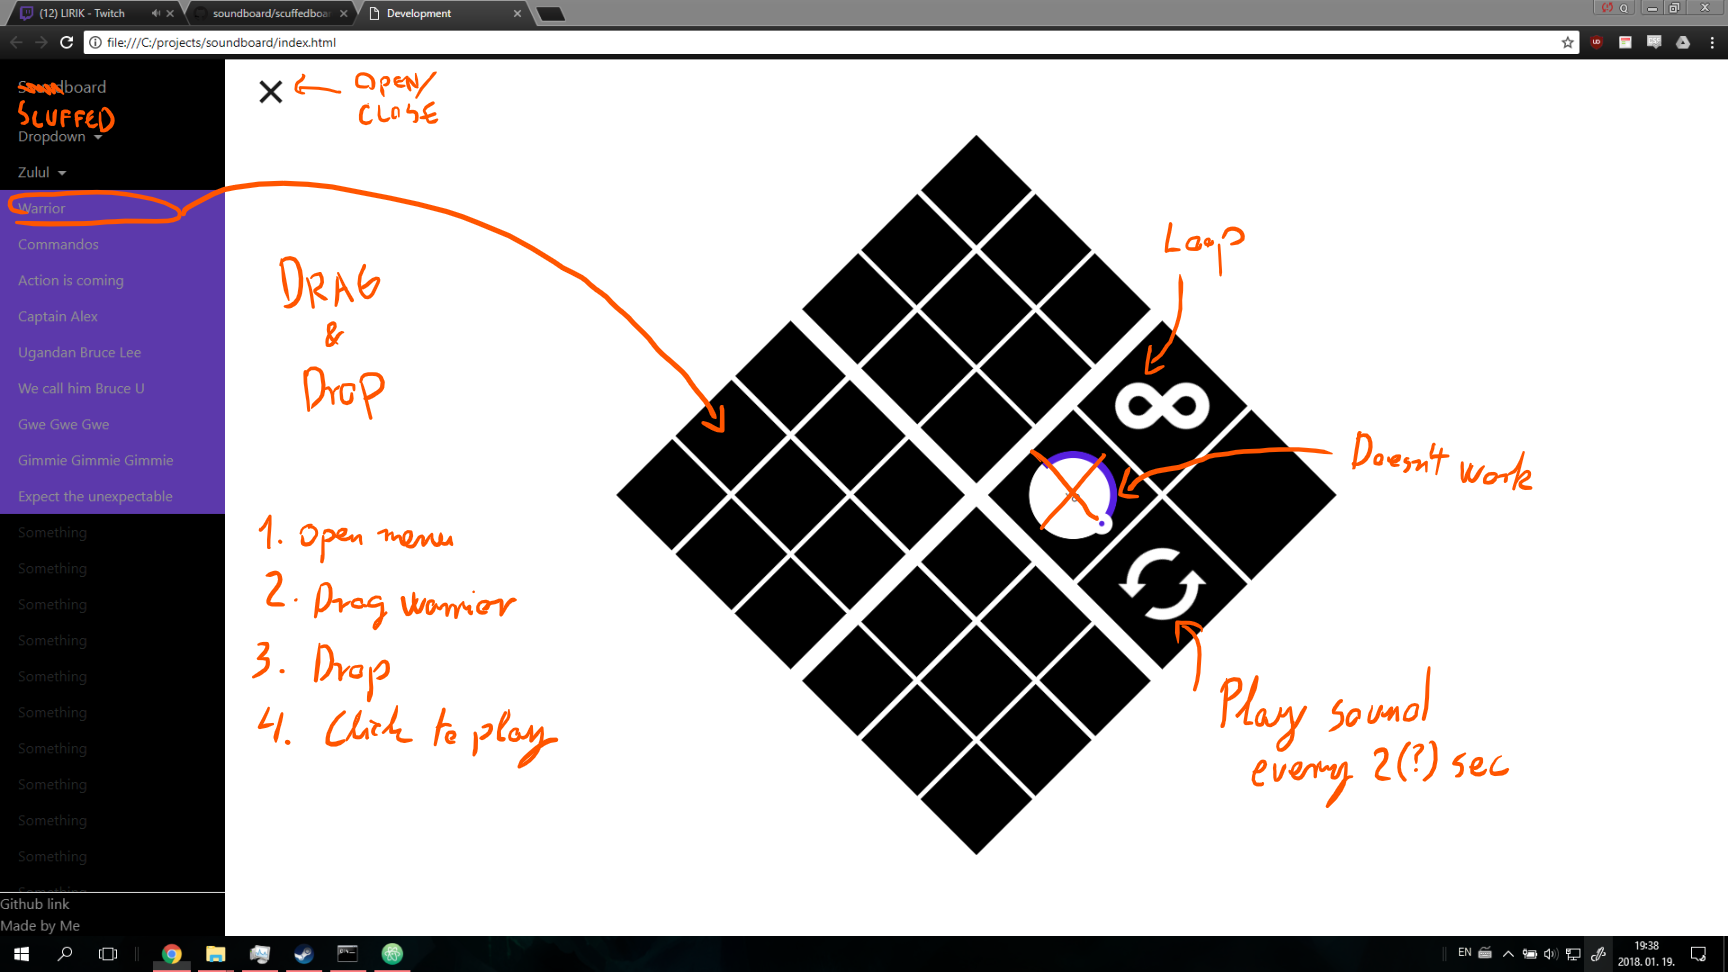 (12) LIRIK - Twitch
soundboard/scuffedboa
Development
file:///C:/projects/soundboard/index.html
Soundboard
SCUFFED
Dropdown
Zulul
Warrior
Commandos
Action is coming
Captain Alex
Ugandan Bruce Lee
We call him Bruce U
Gwe Gwe Gwe
Gimmie Gimmie Gimmie
Expect the unexpectable
Something
Something
Something
Something
Something
Something
Something
Something
Something
Something
Something
Github link
Made by Me
OPEN/
CLOSE
DRAG
&
DROP
1. Open menu
2. Drag warrior
3. Drop
4. Click to play
Loop
Doesn't work
Play sound
every 2(?) sec
EN
19:38
2018. 01. 19.